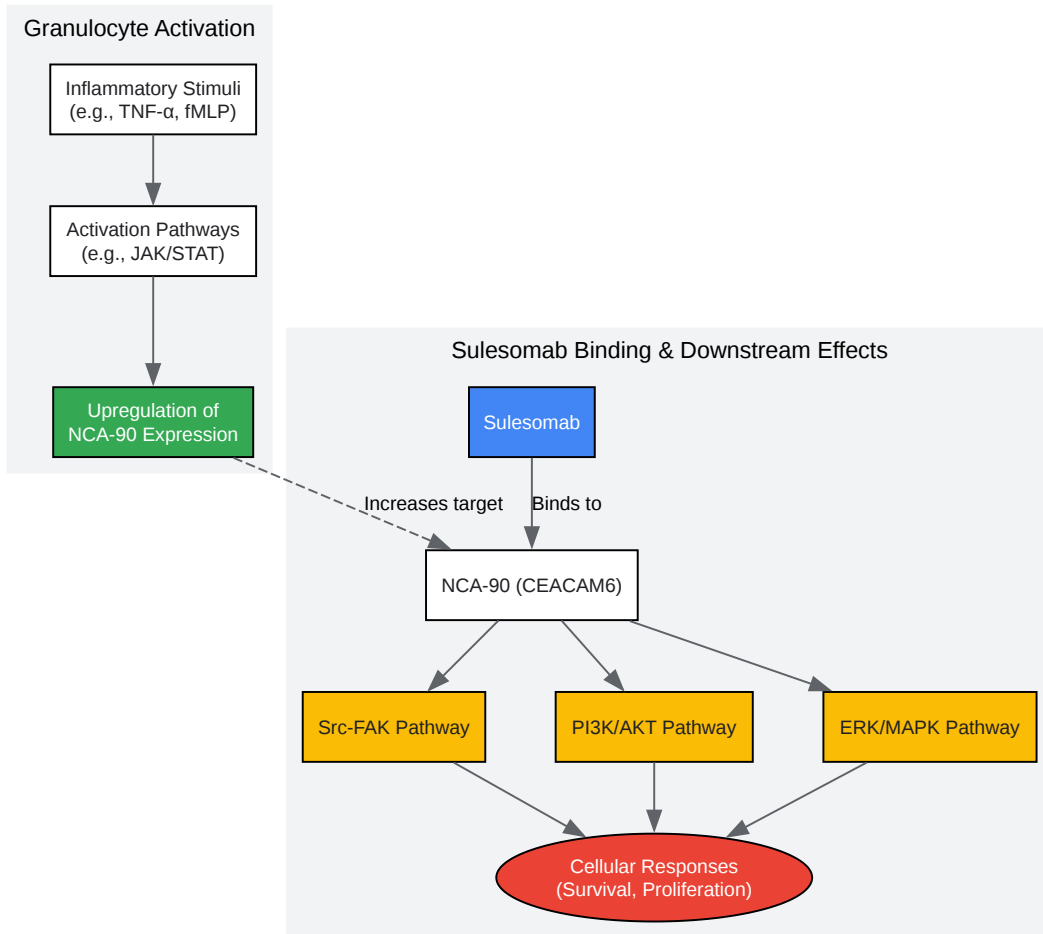 Granulocyte Activation
Inflammatory Stimuli
(e.g., TNF-α, fMLP)
Activation Pathways
(e.g., JAK/STAT)
Upregulation of
NCA-90 Expression
Sulesomab Binding & Downstream Effects
Sulesomab
Increases target
Binds to
NCA-90 (CEACAM6)
Src-FAK Pathway
PI3K/AKT Pathway
ERK/MAPK Pathway
Cellular Responses
(Survival, Proliferation)